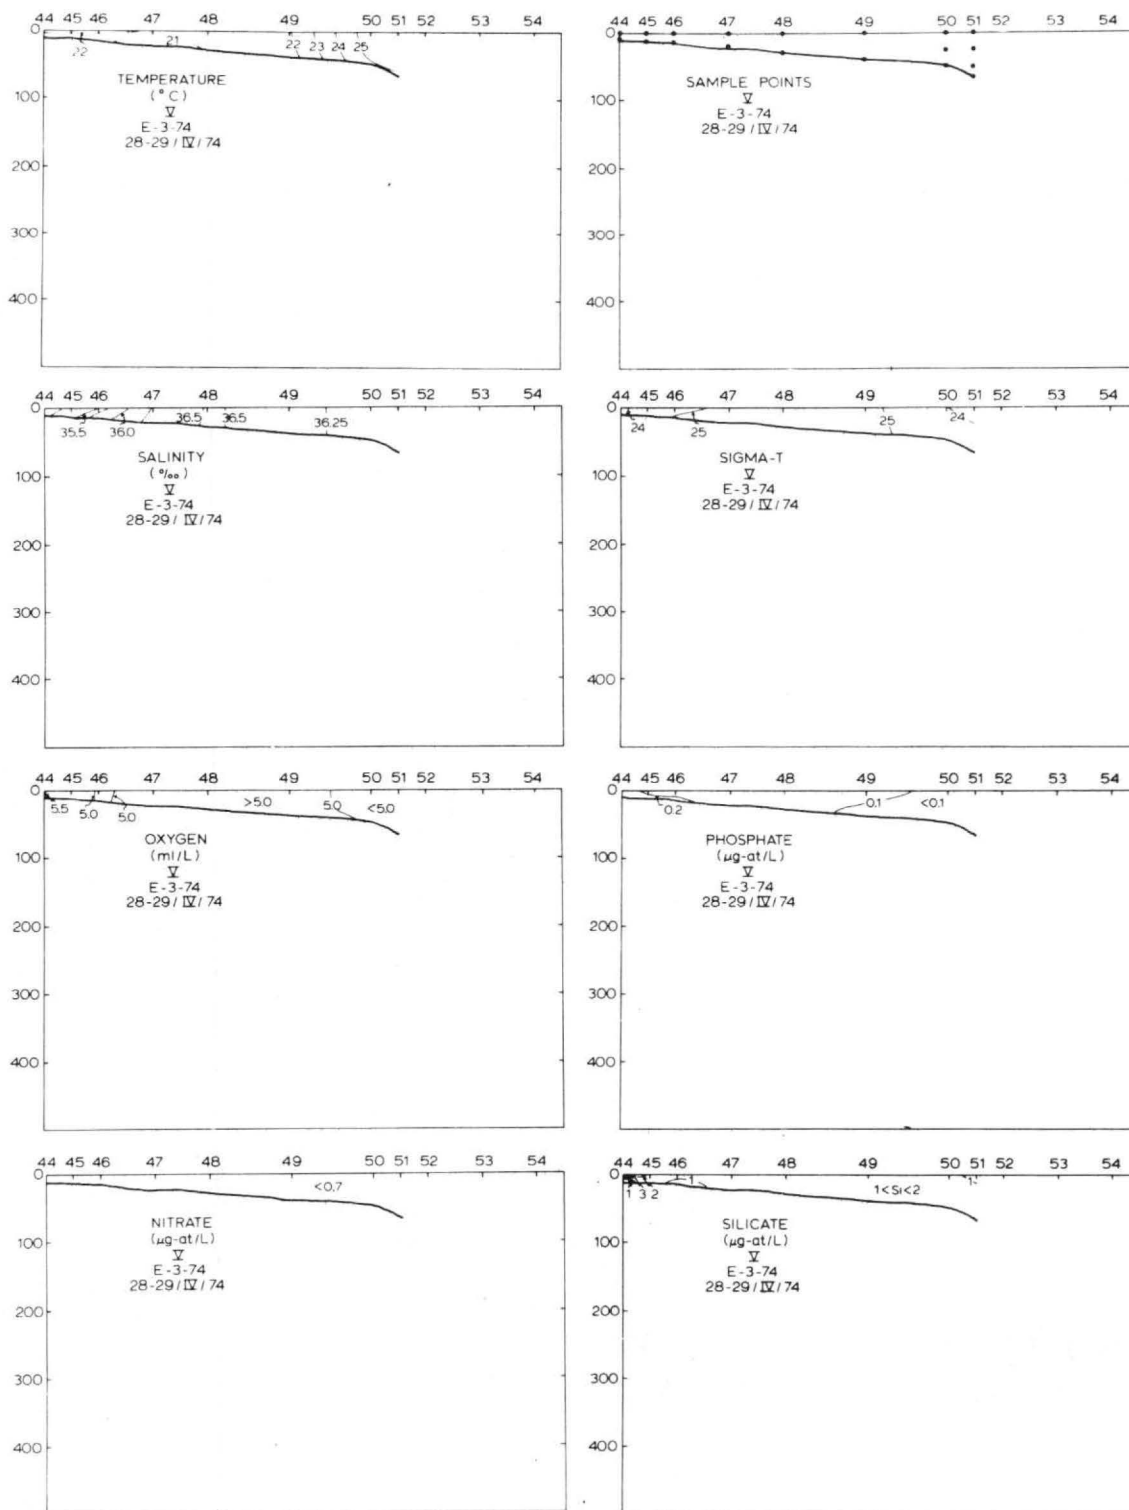 44 45 46 47 48 49 50 51 52 53 54
0
22 21 22 23 24 25
TEMPERATURE
(°C)
V
E-3-74
28-29/IV/74
100
200
300
400
44 45 46 47 48 49 50 51 52 53 54
0
SAMPLE POINTS
V
E-3-74
28-29/IV/74
100
200
300
400
44 45 46 47 48 49 50 51 52 53 54
0
35.5 36.0 36.5 36.5 36.25
SALINITY
(‰)
V
E-3-74
28-29/IV/74
100
200
300
400
44 45 46 47 48 49 50 51 52 53 54
0
24 25 25 24
SIGMA-T
V
E-3-74
28-29/IV/74
100
200
300
400
44 45 46 47 48 49 50 51 52 53 54
0
5.5 5.0 5.0 >5.0 5.0 <5.0
OXYGEN
(ml/L)
V
E-3-74
28-29/IV/74
100
200
300
400
44 45 46 47 48 49 50 51 52 53 54
0
0.2 0.1 <0.1
PHOSPHATE
(µg-at/L)
V
E-3-74
28-29/IV/74
100
200
300
400
44 45 46 47 48 49 50 51 52 53 54
0
<0.7
NITRATE
(µg-at/L)
V
E-3-74
28-29/IV/74
100
200
300
400
44 45 46 47 48 49 50 51 52 53 54
0
1 3 2 1 1<Si<2 1
SILICATE
(µg-at/L)
V
E-3-74
28-29/IV/74
100
200
300
400